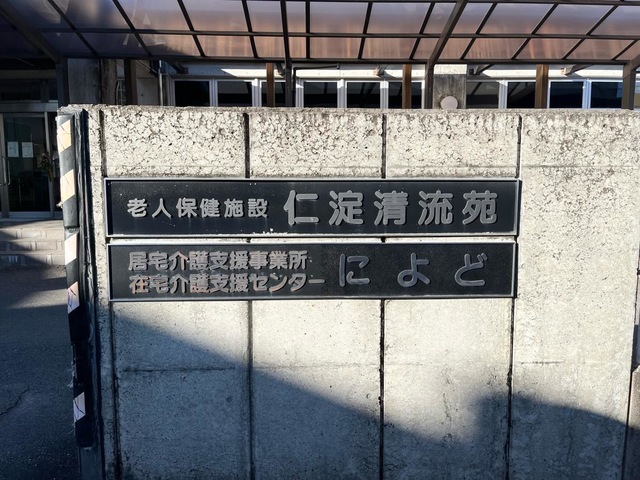 老人保健施設 仁淀清流苑
居宅介護支援事業所
在宅介護支援センター によど